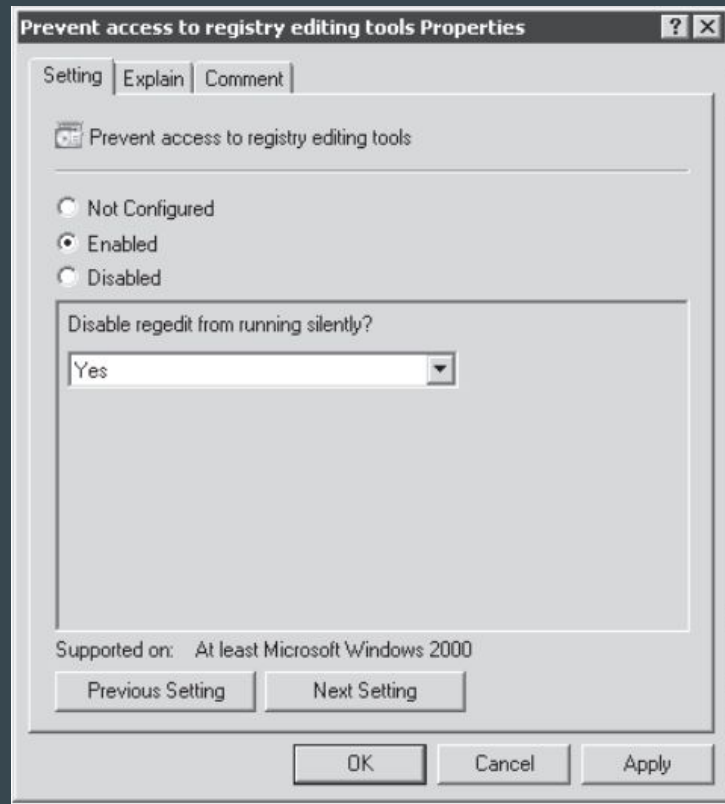 Prevent access to registry editing tools Properties
Setting Explain Comment
Prevent access to registry editing tools
Not Configured
Enabled
Disabled
Disable regedit from running silently?
Yes
Supported on: At least Microsoft Windows 2000
Previous Setting Next Setting
OK Cancel Apply